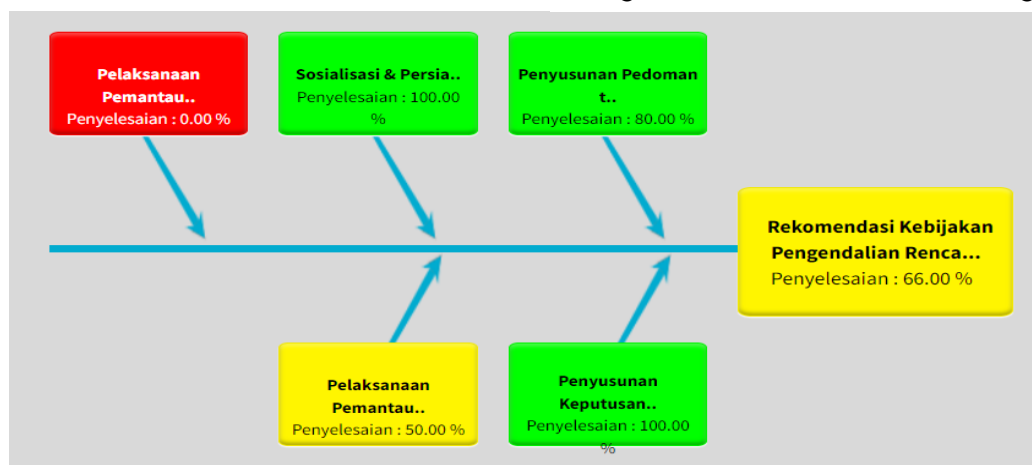 Pelaksanaan
Pemantau..
Penyelesaian : 0.00 %
Sosialisasi & Persia..
Penyelesaian : 100.00
%
Penyusunan Pedoman
t..
Penyelesaian : 80.00 %
Rekomendasi Kebijakan
Pengendalian Renca...
Penyelesaian : 66.00 %
Pelaksanaan
Pemantau..
Penyelesaian : 50.00 %
Penyusunan
Keputusan..
Penyelesaian : 100.00
%